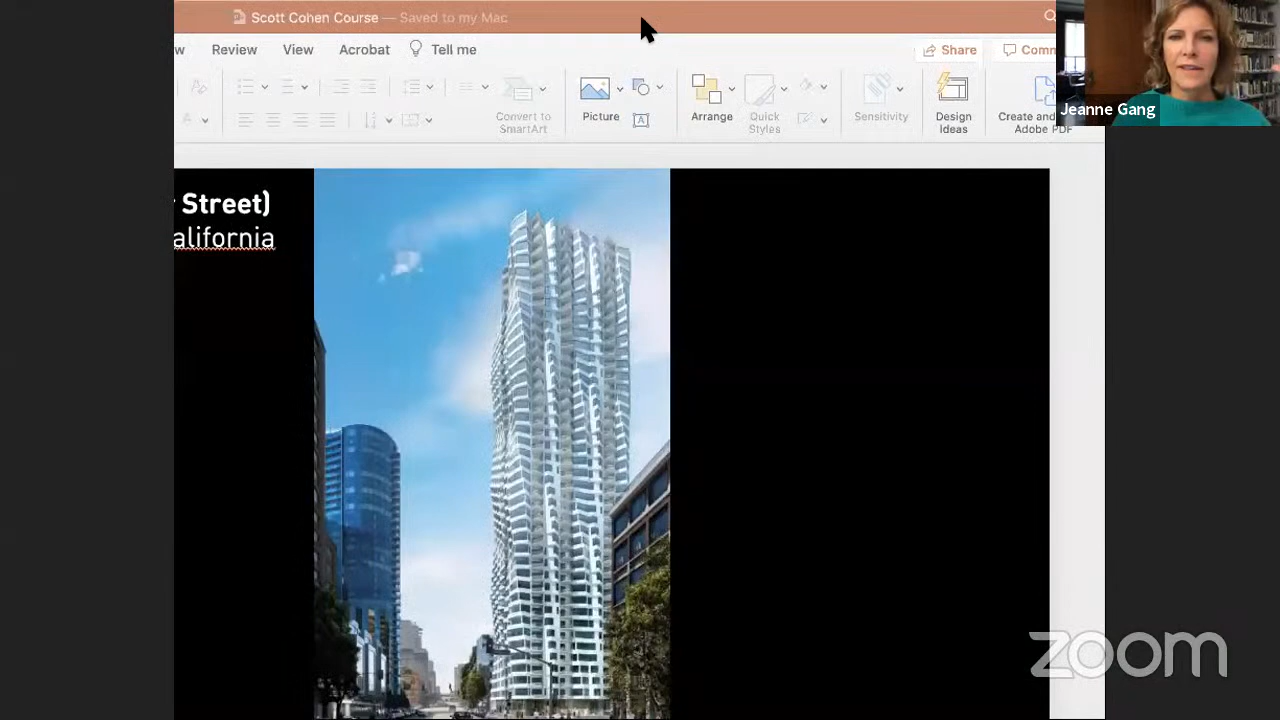 Scott Cohen Course — Saved to my Mac
Review View Acrobat Tell me
Share Comm
Convert to
SmartArt
Picture
Arrange
Quick
Styles
Sensitivity
Design
Ideas
Create and
Adobe PDF
Jeanne Gang
Street)
alifornia
zoom